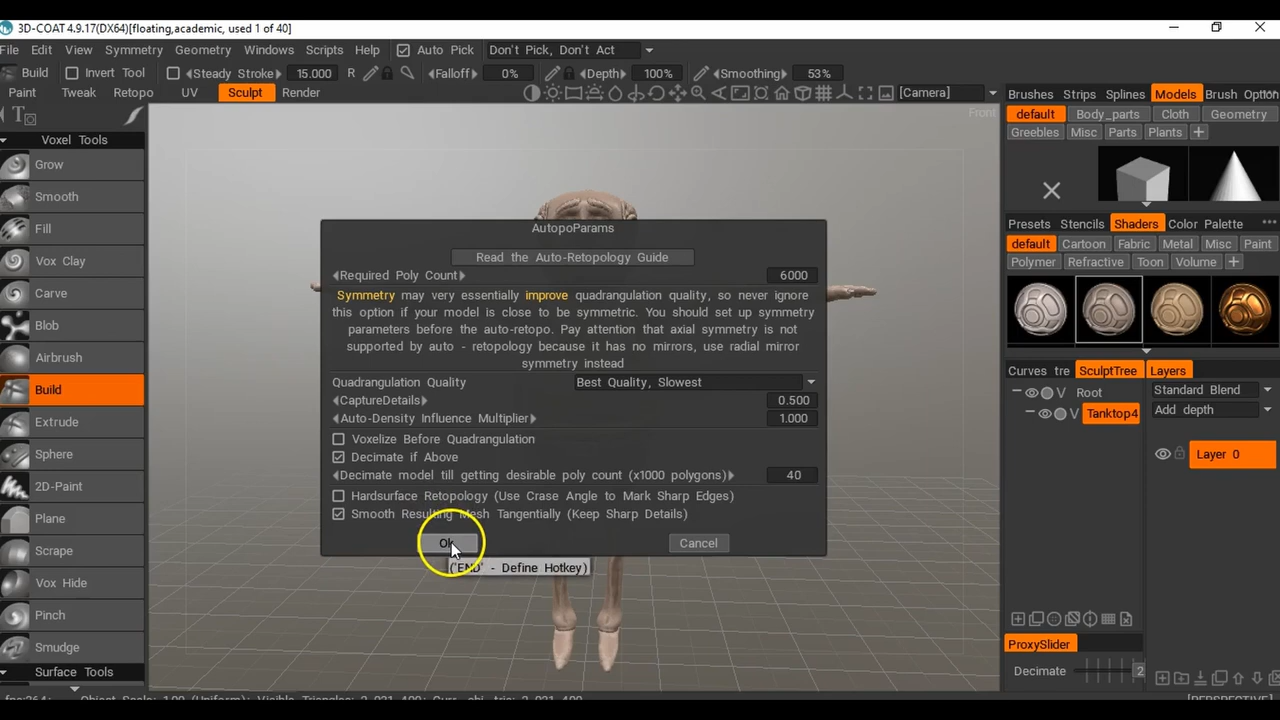 3D-COAT 4.9.17(DX64)[floating,academic, used 1 of 40]
File Edit View Symmetry Geometry Windows Scripts Help Auto Pick Don't Pick, Don't Act
Build Invert Tool Steady Stroke 15.000 R Falloff 0% Depth 100% Smoothing 53%
Paint Tweak Retopo UV Sculpt Render [Camera]
Brushes Strips Splines Models Brush Option
Front
default Body_parts Cloth Geometry
Greebles Misc Parts Plants +
Voxel Tools
Grow
Smooth
Fill
Vox Clay
Carve
Blob
Airbrush
Build
Extrude
Sphere
2D-Paint
Plane
Scrape
Vox Hide
Pinch
Smudge
Surface Tools
AutopoParams
Read the Auto-Retopology Guide
Required Poly Count 6000
Symmetry may very essentially improve quadrangulation quality, so never ignore
this option if your model is close to be symmetric. You should set up symmetry
parameters before the auto-retopo. Pay attention that axial symmetry is not
supported by auto - retopology because it has no mirrors, use radial mirror
symmetry instead
Quadrangulation Quality Best Quality, Slowest
CaptureDetails 0.500
Auto-Density Influence Multiplier 1.000
Voxelize Before Quadrangulation
Decimate if Above
Decimate model till getting desirable poly count (x1000 polygons) 40
Hardsurface Retopology (Use Crase Angle to Mark Sharp Edges)
Smooth Resulting Mesh Tangentially (Keep Sharp Details)
Ok Cancel
('END' - Define Hotkey)
Presets Stencils Shaders Color Palette
default Cartoon Fabric Metal Misc Paint
Polymer Refractive Toon Volume +
Curves tre SculptTree Layers
V Root
V Tanktop4
Standard Blend
Add depth
Layer 0
ProxySlider
Decimate 2